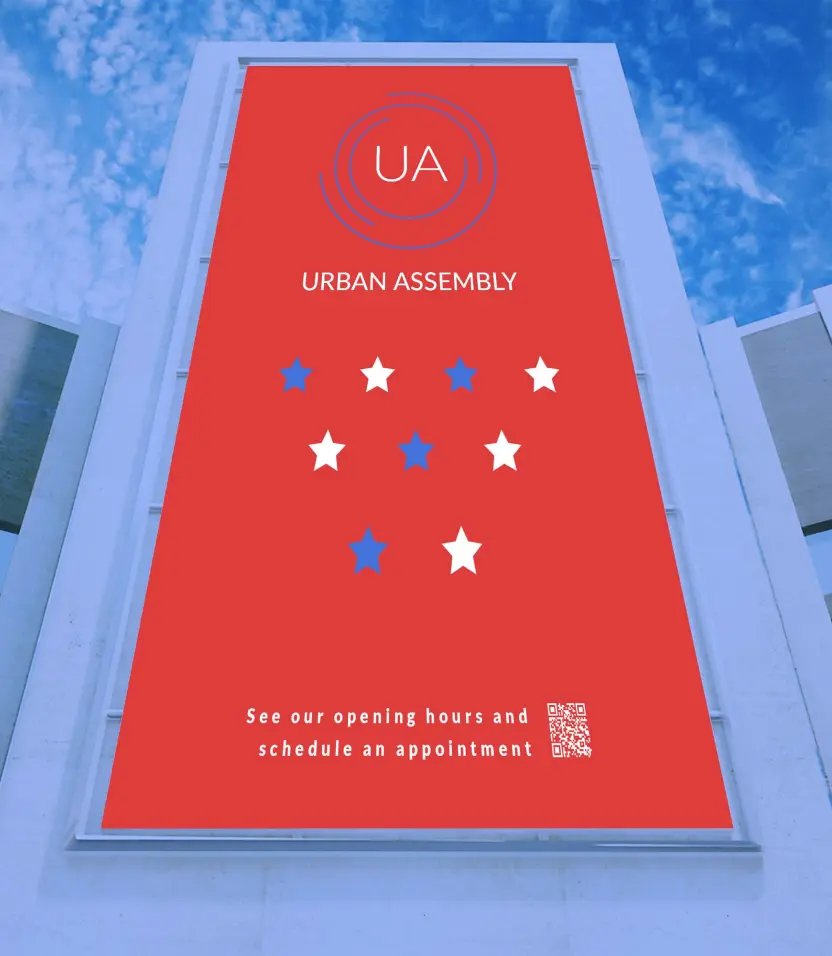 UA
URBAN ASSEMBLY
See our opening hours and
schedule an appointment